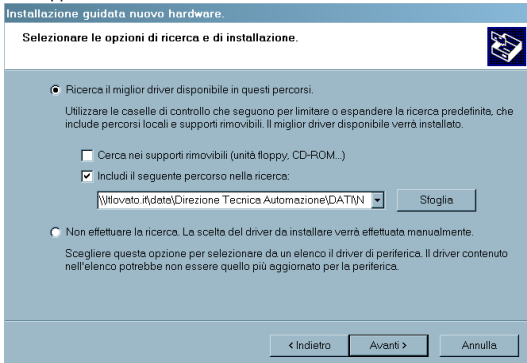 Installazione guidata nuovo hardware.
Selezionare le opzioni di ricerca e di installazione.
Ricerca il miglior driver disponibile in questi percorsi.
Utilizzare le caselle di controllo che seguono per limitare o espandere la ricerca predefinita, che
include percorsi locali e supporti rimovibili. Il miglior driver disponibile verrà installato.
Cerca nei supporti rimovibili (unità floppy, CD-ROM...)
Includi il seguente percorso nella ricerca:
\\ltlovato.it\data\Direzione Tecnica Automazione\DATI\N
Sfoglia
Non effettuare la ricerca. La scelta del driver da installare verrà effettuata manualmente.
Scegliere questa opzione per selezionare da un elenco il driver di periferica. Il driver contenuto
nell'elenco potrebbe non essere quello più aggiornato per la periferica.
< Indietro
Avanti >
Annulla